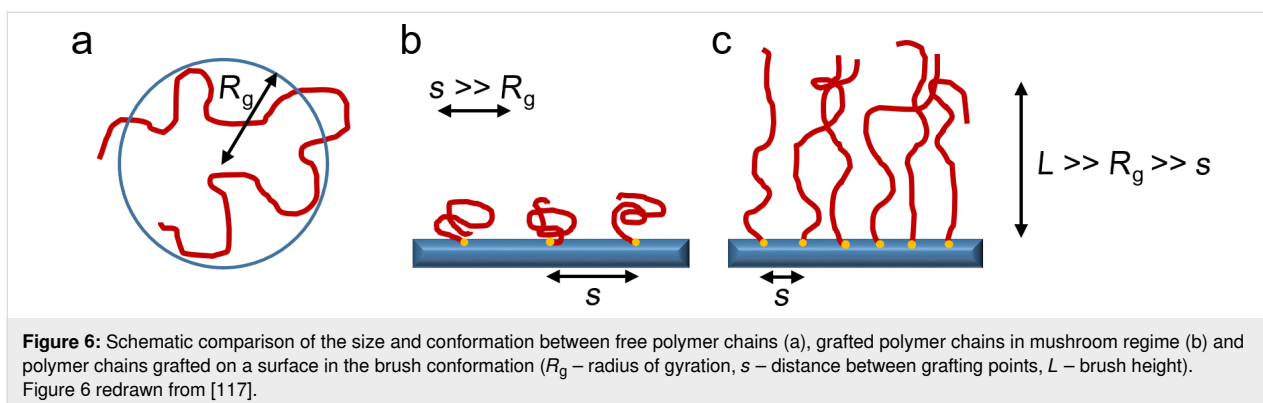 a
b
c
Rg
s >> Rg
L >> Rg >> s
s
s
Figure 6: Schematic comparison of the size and conformation between free polymer chains (a), grafted polymer chains in mushroom regime (b) and
polymer chains grafted on a surface in the brush conformation (Rg – radius of gyration, s – distance between grafting points, L – brush height).
Figure 6 redrawn from [117].